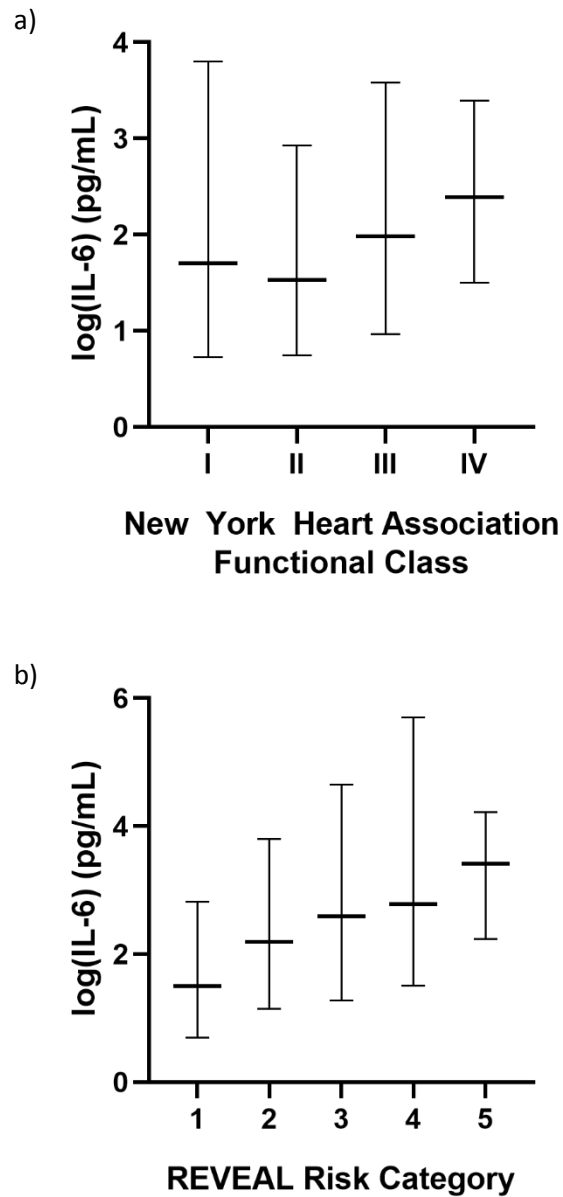 a)
4
3
2
1
0
log(IL-6) (pg/mL)
I II III IV
New York Heart Association
Functional Class
b)
6
4
2
0
log(IL-6) (pg/mL)
1 2 3 4 5
REVEAL Risk Category